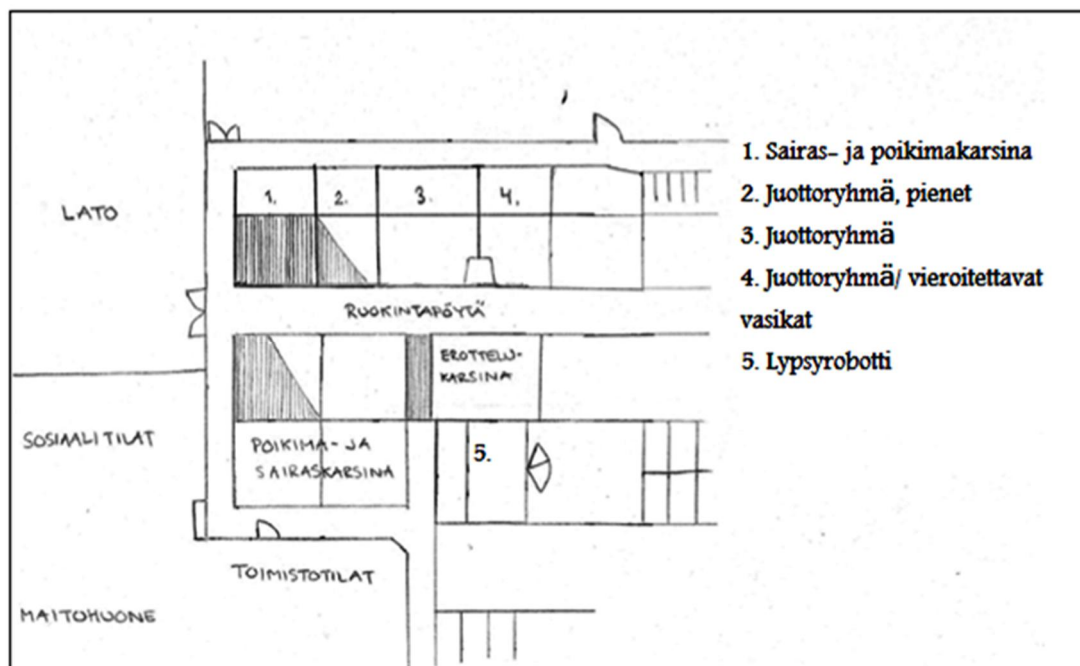 LATO
1.
2.
3.
4.
RUOKINTAPÖYTÄ
EROTTELU-
KARSINA
SOSIAALITILAT
POIKIMA- JA
SAIRASKARSINA
5.
TOIMISTOTILAT
MAITOHUONE
1. Sairas- ja poikimakarsina
2. Juottoryhmä, pienet
3. Juottoryhmä
4. Juottoryhmä/ vieroitettavat
vasikat
5. Lypsyrobotti